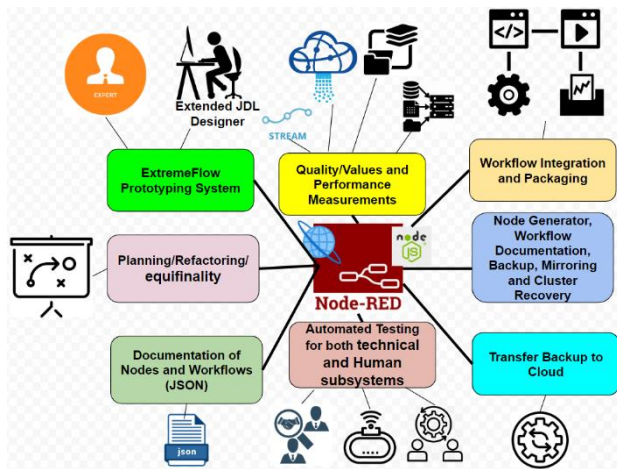 EXPERT
Extended JDL
Designer
STREAM
</>
ExtremeFlow
Prototyping System
Quality/Values and
Performance
Measurements
Workflow Integration
and Packaging
Planning/Refactoring/
equifinality
node
JS
Node-RED
Node Generator,
Workflow
Documentation,
Backup, Mirroring
and Cluster
Recovery
Documentation of
Nodes and Workflows
(JSON)
Automated Testing
for both technical
and Human
subsystems
Transfer Backup to
Cloud
json